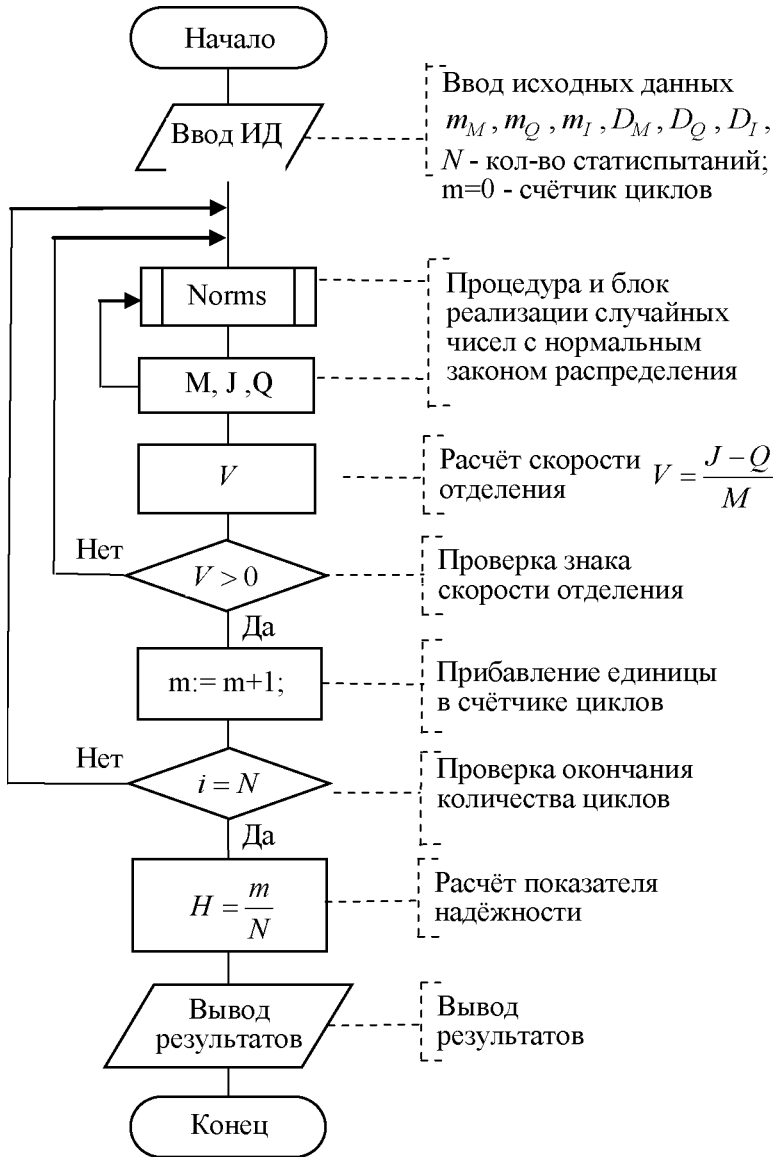 Начало
Ввод ИД
Ввод исходных данных
m_M, m_Q, m_I, D_M, D_Q, D_I,
N - кол-во статиспытаний;
m=0 - счётчик циклов
Norms
Процедура и блок
реализации случайных
чисел с нормальным
законом распределения
M, J ,Q
V
Расчёт скорости
отделения
V = (J − Q) / M
Нет
V > 0
Проверка знака
скорости отделения
Да
m:= m+1;
Прибавление единицы
в счётчике циклов
Нет
i = N
Проверка окончания
количества циклов
Да
H = m / N
Расчёт показателя
надёжности
Вывод
результатов
Вывод
результатов
Конец